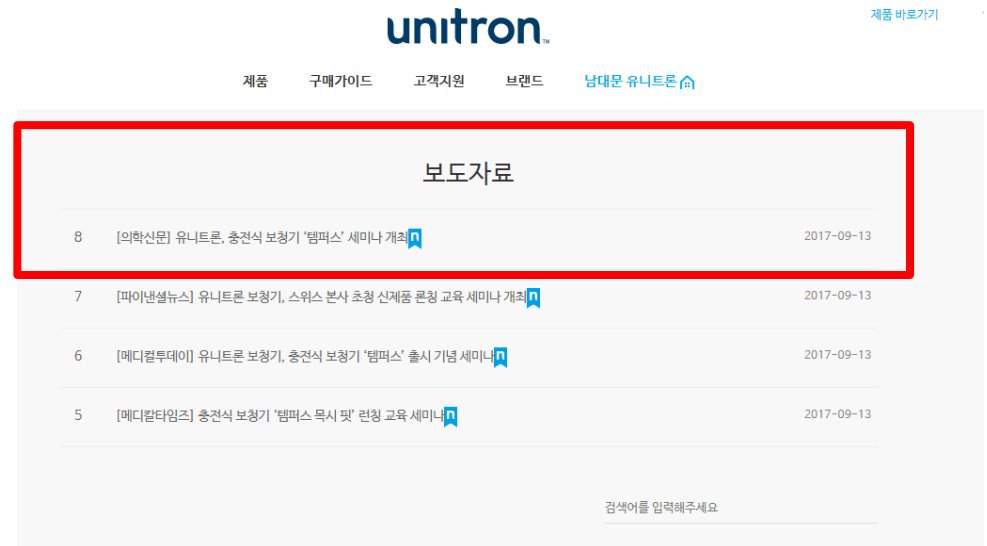 unitron™
제품 바로가기
제품 구매가이드 고객지원 브랜드 남대문 유니트론
보도자료
8 [의학신문] 유니트론, 충전식 보청기 ‘템퍼스’ 세미나 개최 n 2017-09-13
7 [파이낸셜뉴스] 유니트론 보청기, 스위스 본사 초청 신제품 론칭 교육 세미나 개최 n 2017-09-13
6 [메디컬투데이] 유니트론 보청기, 충전식 보청기 ‘템퍼스’ 출시 기념 세미나 n 2017-09-13
5 [메디칼타임즈] 충전식 보청기 ‘템퍼스 목시 핏’ 런칭 교육 세미나 n 2017-09-13
검색어를 입력해주세요